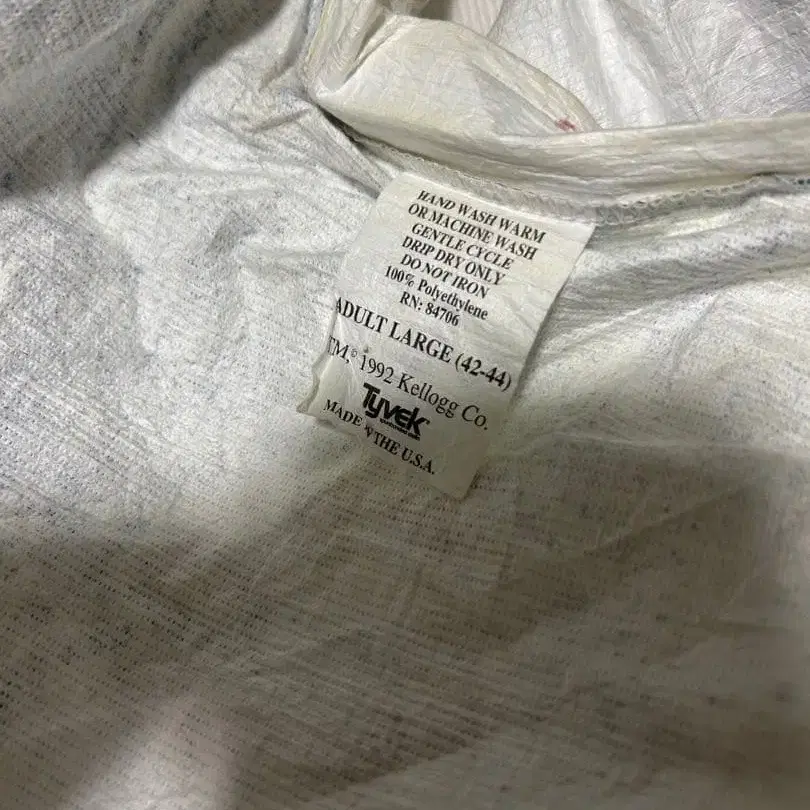 HAND WASH WARM
OR MACHINE WASH
GENTLE CYCLE
DRIP DRY ONLY
DO NOT IRON
100% Polyethylene
RN: 84706
ADULT LARGE (42-44)
TM, © 1992 Kellogg Co.
Tyvek
MADE THE U.S.A.